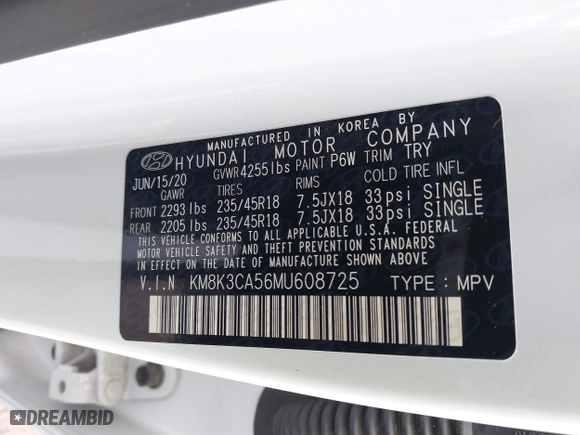 MANUFACTURED IN KOREA BY
HYUNDAI MOTOR COMPANY
JUN/15/20 GVWR 4255lbs PAINT P6W TRIM TRY
GAWR TIRES RIMS COLD TIRE INFL
FRONT 2293lbs 235/45R18 7.5JX18 33psi SINGLE
REAR 2205lbs 235/45R18 7.5JX18 33psi SINGLE
THIS VEHICLE CONFORMS TO ALL APPLICABLE U.S.A. FEDERAL
MOTOR VEHICLE SAFETY AND THEFT PREVENTION STANDARDS
IN EFFECT ON THE DATE OF MANUFACTURE SHOWN ABOVE.
V.I.N KM8K3CA56MU608725 TYPE : MPV
DREAMBID